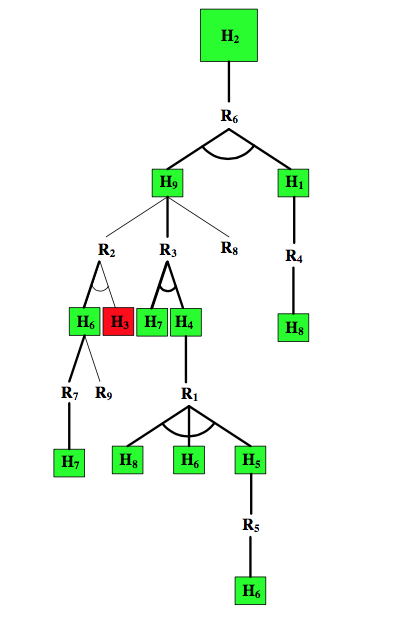 H₂
R₆
H₉ H₁
R₂ R₃ R₈ R₄
H₆ H₃ H₇ H₄ H₈
R₇ R₉ R₁
H₇ H₈ H₆ H₅
R₅
H₆